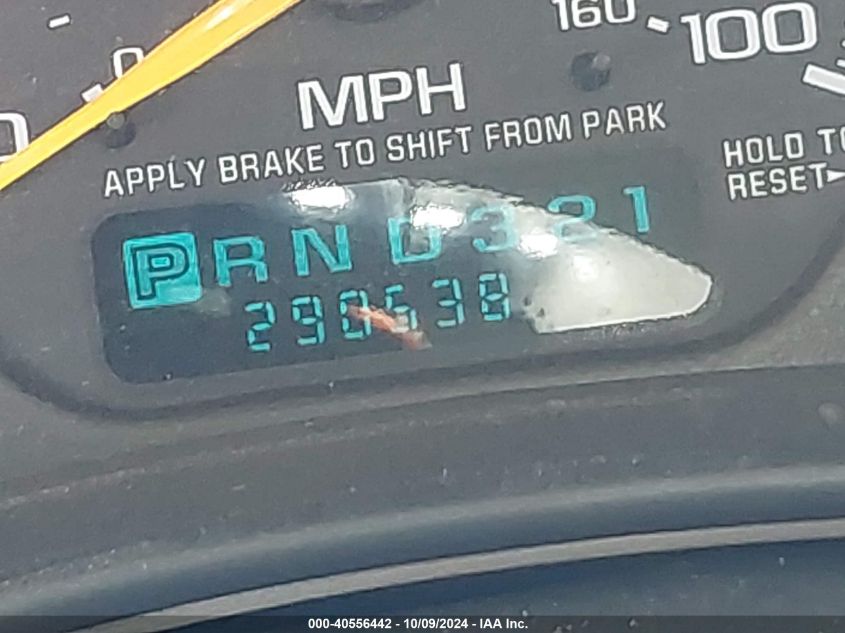 0
160
100
MPH
APPLY BRAKE TO SHIFT FROM PARK
HOLD TO
RESET
P R N D 3 2 1
290638
000-40556442 - 10/09/2024 - IAA Inc.